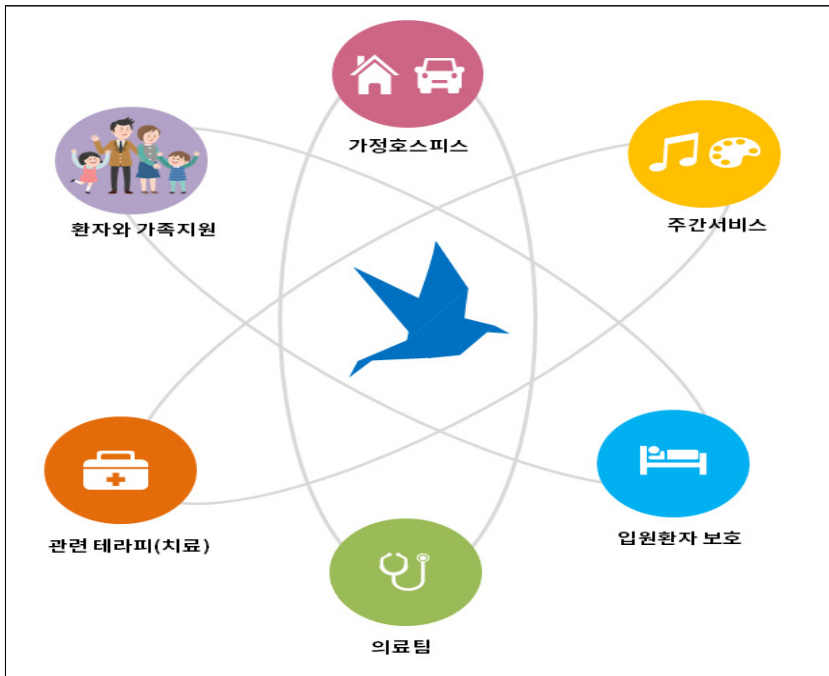 가정호스피스
환자와 가족지원
주간서비스
관련 테라피(치료)
입원환자 보호
의료팀